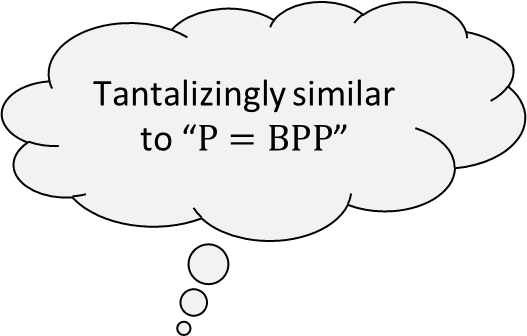 Tantalizingly similar
to “P = BPP”